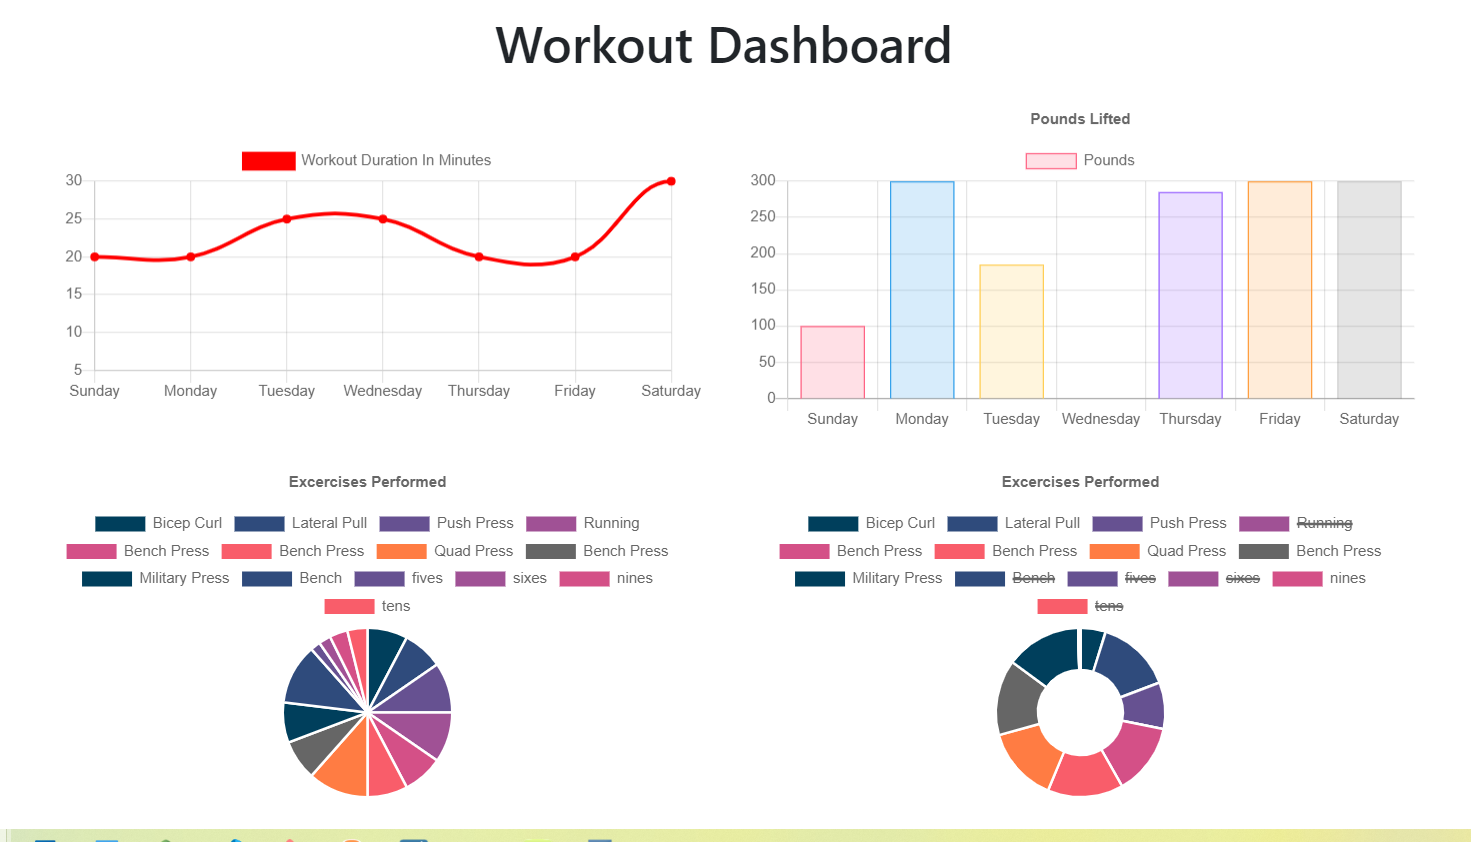 Workout Dashboard
Workout Duration In Minutes
30
25
20
15
10
5
Sunday Monday Tuesday Wednesday Thursday Friday Saturday
Pounds Lifted
Pounds
300
250
200
150
100
50
0
Sunday Monday Tuesday Wednesday Thursday Friday Saturday
Excercises Performed
Bicep Curl Lateral Pull Push Press Running
Bench Press Bench Press Quad Press Bench Press
Military Press Bench fives sixes nines
tens
Excercises Performed
Bicep Curl Lateral Pull Push Press Running
Bench Press Bench Press Quad Press Bench Press
Military Press Bench fives sixes nines
tens